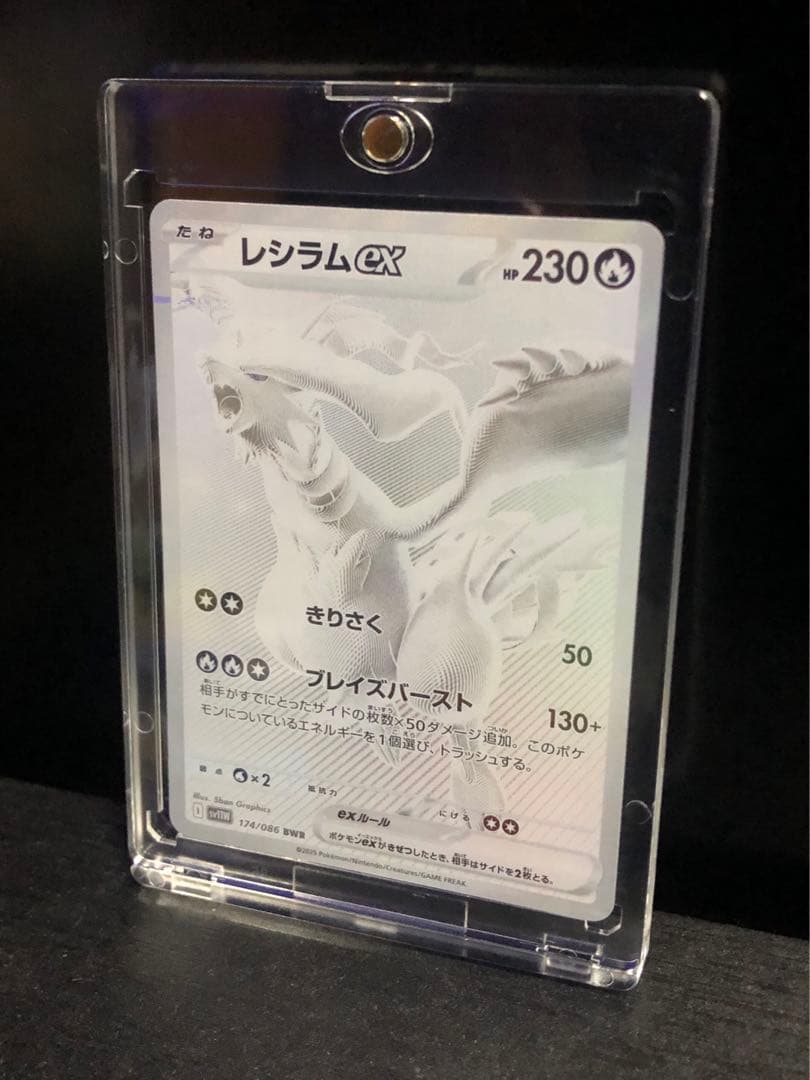 たね
レシラムex
HP230
きりさく
50
ブレイズバースト
130+
相手がすでにとったサイドの枚数×50ダメージ追加。このポケ
モンについているエネルギーを1個選び、トラッシュする。
弱点 ×2
抵抗力
にげる
illus. Shan Graphics
I SV11W 174/086 BWR
exルール
ポケモンexがきぜつしたとき、相手はサイドを2枚とる。
©2025 Pokémon/Nintendo/Creatures/GAME FREAK